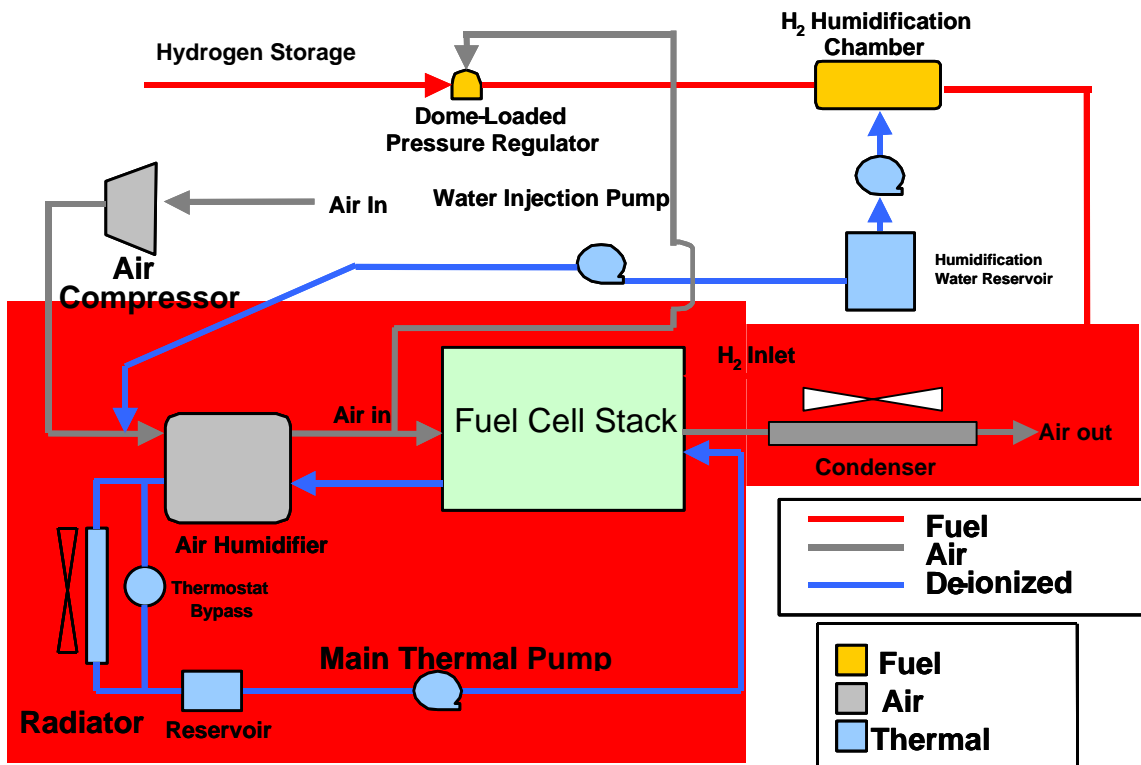 H2 Humidification
Chamber
Hydrogen Storage
Dome-Loaded
Pressure Regulator
Water Injection Pump
Air In
Air
Compressor
Humidification
Water Reservoir
H2 Inlet
Air in
Fuel Cell Stack
Air out
Condenser
Air Humidifier
Thermostat
Bypass
Main Thermal Pump
Radiator
Reservoir
Fuel
Air
De-ionized
Fuel
Air
Thermal